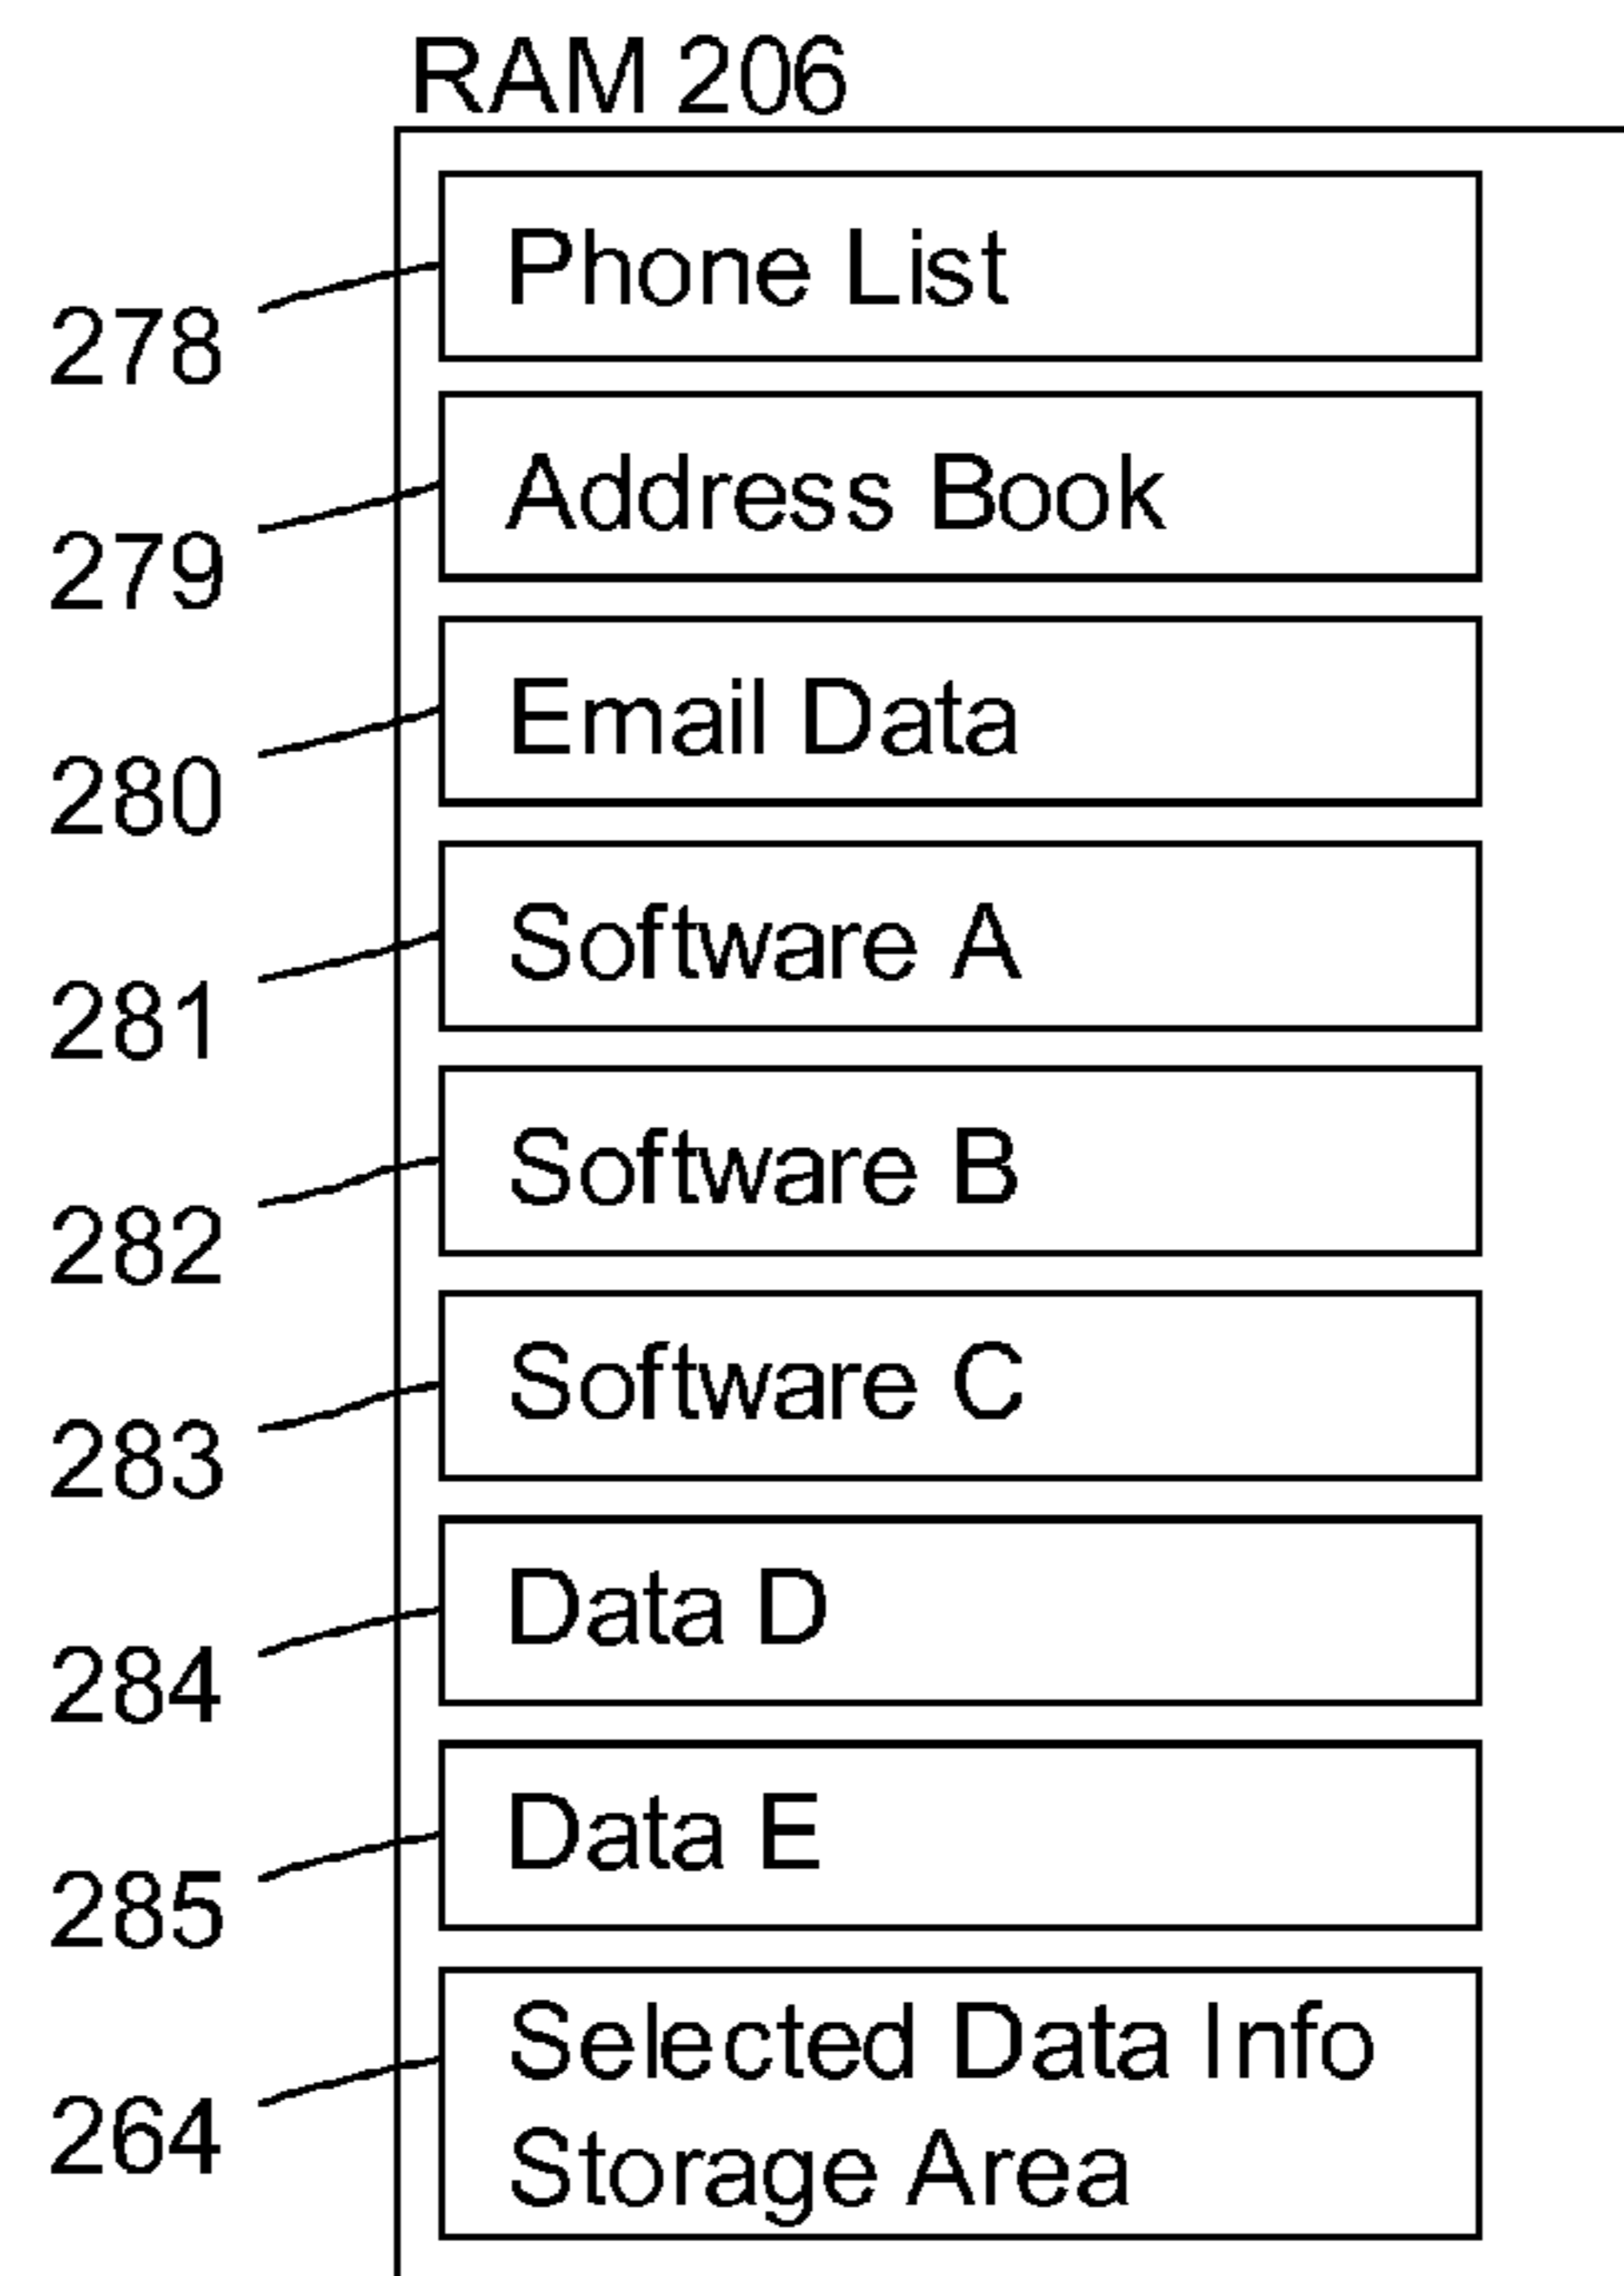 RAM 206
Phone List
278
Address Book
279
Email Data
280
Software A
281
Software B
282
Software C
283
Data D
284
Data E
285
Selected Data Info
Storage Area
264